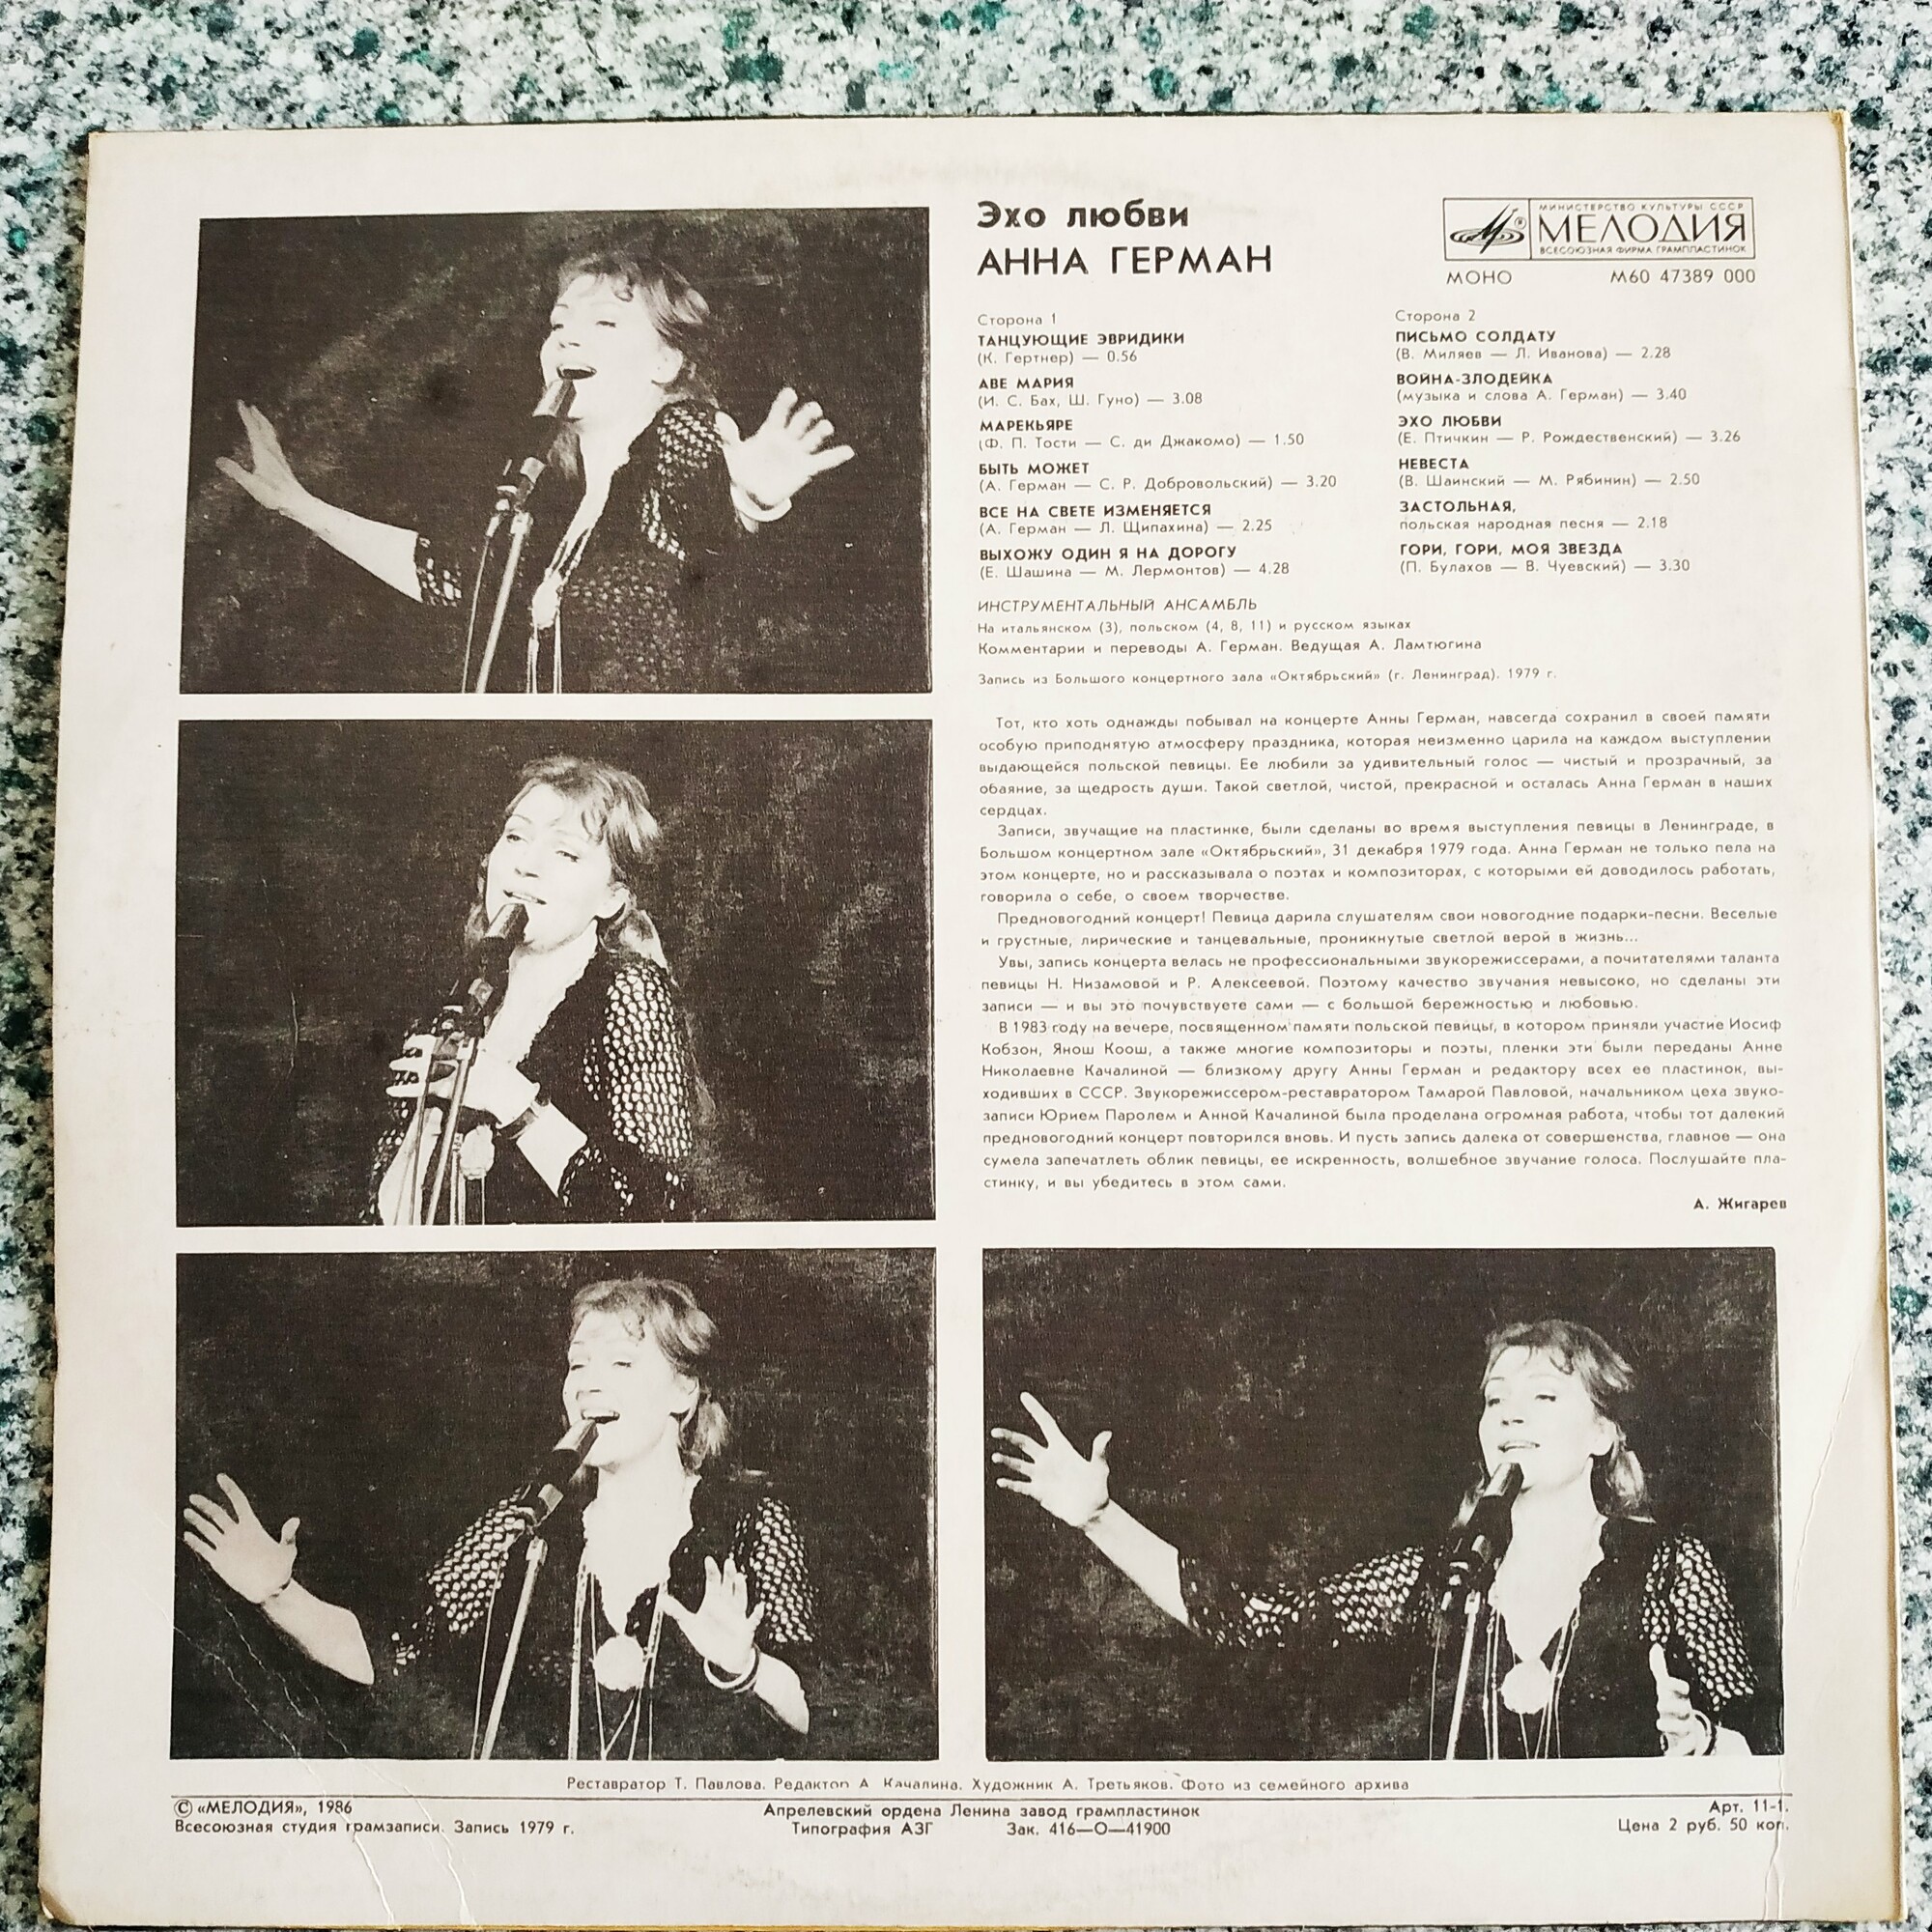 Эхо любви
АННА ГЕРМАН
МИНИСТЕРСТВО КУЛЬТУРЫ СССР
МЕЛОДИЯ
ВСЕСОЮЗНАЯ ФИРМА ГРАМПЛАСТИНОК
МОНО М60 47389 000
Сторона 1
ТАНЦУЮЩИЕ ЭВРИДИКИ
(К. Гертнер) — 0.56
АВЕ МАРИЯ
(И. С. Бах, Ш. Гуно) — 3.08
МАРЕКЬЯРЕ
(Ф. П. Тости — С. ди Джакомо) — 1.50
БЫТЬ МОЖЕТ
(А. Герман — С. Р. Добровольский) — 3.20
ВСЕ НА СВЕТЕ ИЗМЕНЯЕТСЯ
(А. Герман — Л. Щипахина) — 2.25
ВЫХОЖУ ОДИН Я НА ДОРОГУ
(Е. Шашина — М. Лермонтов) — 4.28
Сторона 2
ПИСЬМО СОЛДАТУ
(В. Миляев — Л. Иванова) — 2.28
ВОЙНА-ЗЛОДЕЙКА
(музыка и слова А. Герман) — 3.40
ЭХО ЛЮБВИ
(Е. Птичкин — Р. Рождественский) — 3.26
НЕВЕСТА
(В. Шаинский — М. Рябинин) — 2.50
ЗАСТОЛЬНАЯ,
польская народная песня — 2.18
ГОРИ, ГОРИ, МОЯ ЗВЕЗДА
(П. Булахов — В. Чуевский) — 3.30
ИНСТРУМЕНТАЛЬНЫЙ АНСАМБЛЬ
На итальянском (3), польском (4, 8, 11) и русском языках
Комментарии и переводы А. Герман. Ведущая А. Ламтюгина
Запись из Большого концертного зала «Октябрьский» (г. Ленинград). 1979 г.
Тот, кто хоть однажды побывал на концерте Анны Герман, навсегда сохранил в своей памяти
особую приподнятую атмосферу праздника, которая неизменно царила на каждом выступлении
выдающейся польской певицы. Ее любили за удивительный голос — чистый и прозрачный, за
обаяние, за щедрость души. Такой светлой, чистой, прекрасной и осталась Анна Герман в наших
сердцах.
Записи, звучащие на пластинке, были сделаны во время выступления певицы в Ленинграде, в
Большом концертном зале «Октябрьский», 31 декабря 1979 года. Анна Герман не только пела на
этом концерте, но и рассказывала о поэтах и композиторах, с которыми ей доводилось работать,
говорила о себе, о своем творчестве.
Предновогодний концерт! Певица дарила слушателям свои новогодние подарки-песни. Веселые
и грустные, лирические и танцевальные, проникнутые светлой верой в жизнь...
Увы, запись концерта велась не профессиональными звукорежиссерами, а почитателями таланта
певицы Н. Низамовой и Р. Алексеевой. Поэтому качество звучания невысоко, но сделаны эти
записи — и вы это почувствуете сами — с большой бережностью и любовью.
В 1983 году на вечере, посвященном памяти польской певицы, в котором приняли участие Иосиф
Кобзон, Янош Коош, а также многие композиторы и поэты, пленки эти были переданы Анне
Николаевне Качалиной — близкому другу Анны Герман и редактору всех ее пластинок, вы-
ходивших в СССР. Звукорежиссером-реставратором Тамарой Павловой, начальником цеха звуко-
записи Юрием Паролем и Анной Качалиной была проделана огромная работа, чтобы тот далекий
предновогодний концерт повторился вновь. И пусть запись далека от совершенства, главное — она
сумела запечатлеть облик певицы, ее искренность, волшебное звучание голоса. Послушайте пла-
стинку, и вы убедитесь в этом сами.
А. Жигарев
Реставратор Т. Павлова. Редактор А. Качалина. Художник А. Третьяков. Фото из семейного архива
© «МЕЛОДИЯ», 1986 Апрелевский ордена Ленина завод грампластинок Арт. 11-1.
Всесоюзная студия грамзаписи. Запись 1979 г. Типография АЗГ Зак. 416—О—41900 Цена 2 руб. 50 коп.